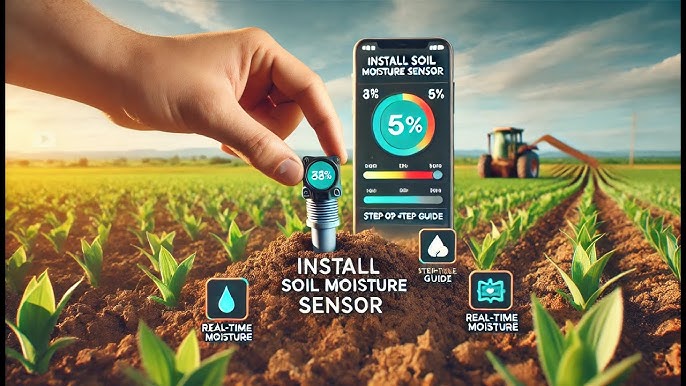 INSTALL SOIL
MOISTURE SENSOR
3%
5%
5%
38%
STEP OP STEP GUIDE
INSTALL
SOIL MOISTURE
SENSOR
GUIDE
REAL-TIME
MOISTURE
REAL-TIME
MOISTURE